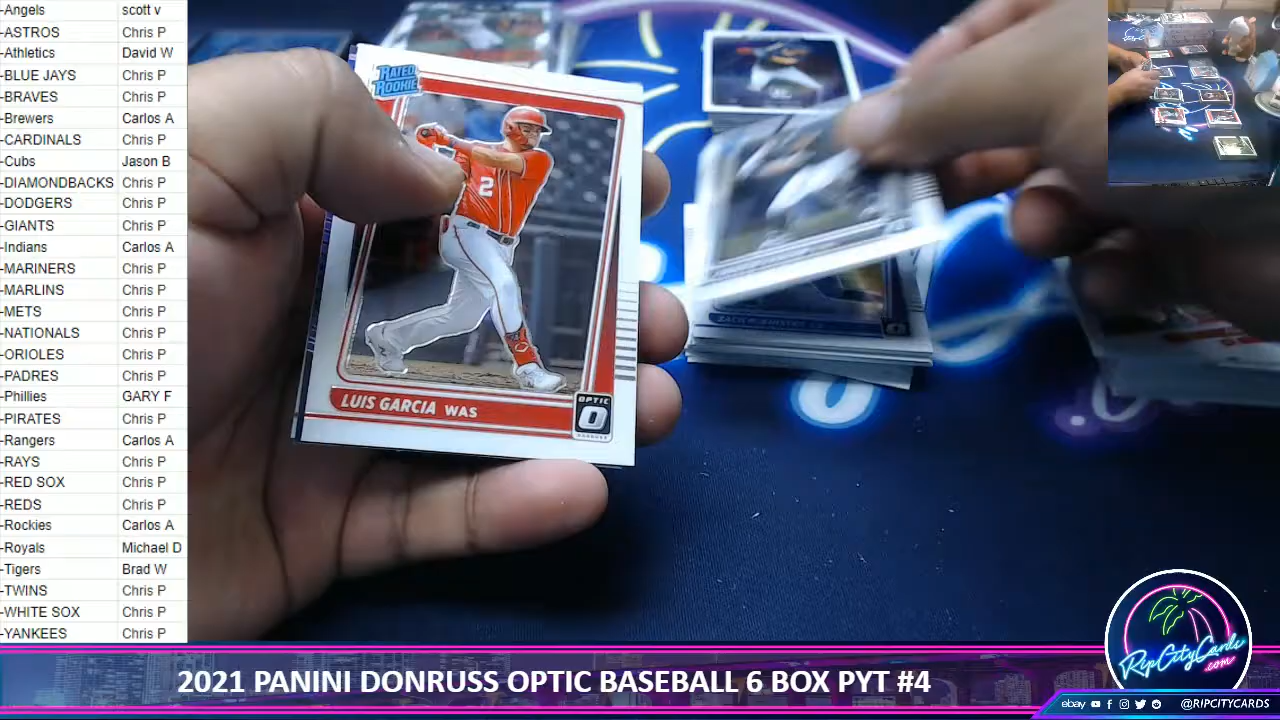 -Angels scott v
-ASTROS Chris P
-Athletics David W
-BLUE JAYS Chris P
-BRAVES Chris P
-Brewers Carlos A
-CARDINALS Chris P
-Cubs Jason B
-DIAMONDBACKS Chris P
-DODGERS Chris P
-GIANTS Chris P
-Indians Carlos A
-MARINERS Chris P
-MARLINS Chris P
-METS Chris P
-NATIONALS Chris P
-ORIOLES Chris P
-PADRES Chris P
-Phillies GARY F
-PIRATES Chris P
-Rangers Carlos A
-RAYS Chris P
-RED SOX Chris P
-REDS Chris P
-Rockies Carlos A
-Royals Michael D
-Tigers Brad W
-TWINS Chris P
-WHITE SOX Chris P
-YANKEES Chris P
RATED
ROOKIE
2
LUIS GARCIA WAS
OPTIC
DONRUSS
2021 PANINI DONRUSS OPTIC BASEBALL 6 BOX PYT #4
RipCityCards
.com
ebay @RIPCITYCARDS